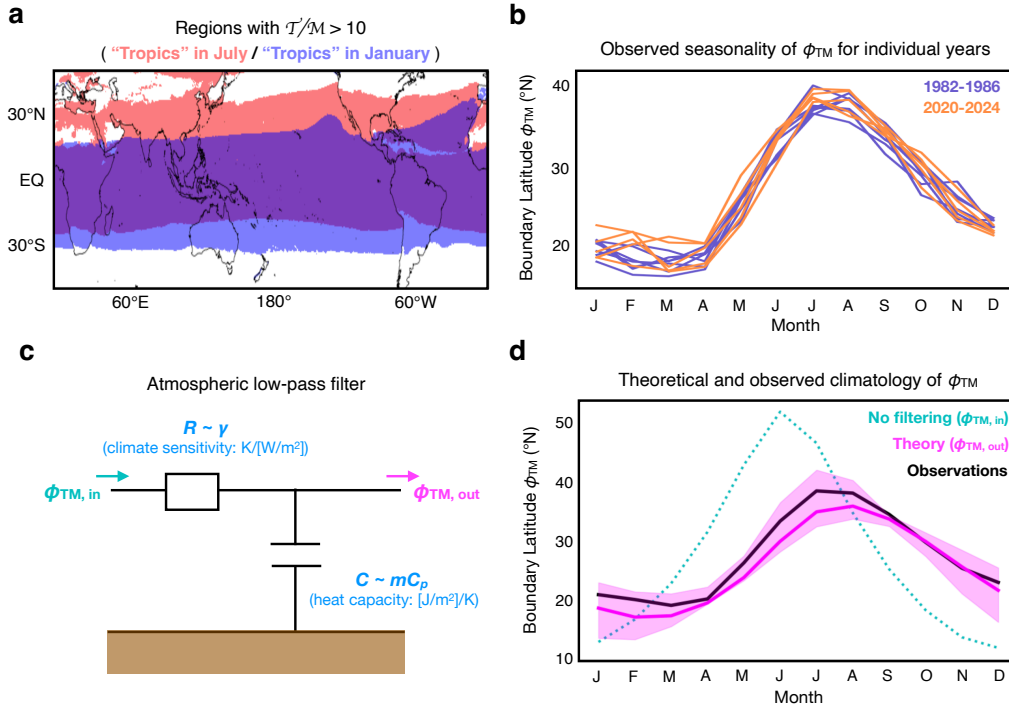 a
Regions with 𝒯/ℳ > 10
( “Tropics” in July / “Tropics” in January )
30°N
EQ
30°S
60°E 180° 60°W
b
Observed seasonality of ϕTM for individual years
1982-1986
2020-2024
Boundary Latitude ϕTM (°N)
40
30
20
J F M A M J J A S O N D
Month
c
Atmospheric low-pass filter
R ~ γ
(climate sensitivity: K/[W/m²])
ϕTM, in
ϕTM, out
C ~ mCp
(heat capacity: [J/m²]/K)
d
Theoretical and observed climatology of ϕTM
No filtering (ϕTM, in)
Theory (ϕTM, out)
Observations
Boundary Latitude ϕTM (°N)
50
40
30
20
10
J F M A M J J A S O N D
Month